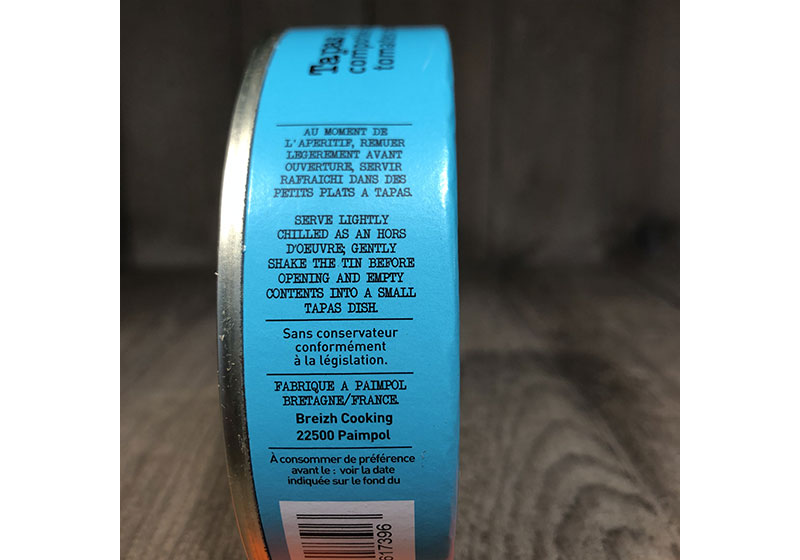 Tapas
AU MOMENT DE
L'APERITIF, REMUER
LEGEREMENT AVANT
OUVERTURE, SERVIR
RAFRAICHI DANS DES
PETITS PLATS A TAPAS.
SERVE LIGHTLY
CHILLED AS AN HORS
D'OEUVRE; GENTLY
SHAKE THE TIN BEFORE
OPENING AND EMPTY
CONTENTS INTO A SMALL
TAPAS DISH.
Sans conservateur
conformément
à la législation.
FABRIQUE A PAIMPOL
BRETAGNE/FRANCE.
Breizh Cooking
22500 Paimpol
À consommer de préférence
avant le : voir la date
indiquée sur le fond du
617396